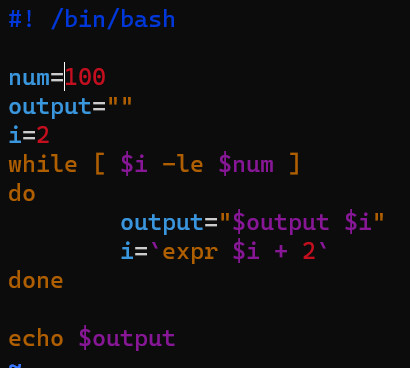 #! /bin/bash
num=100
output=""
i=2
while [ $i -le $num ]
do
        output="$output $i"
        i=`expr $i + 2`
done
echo $output
~